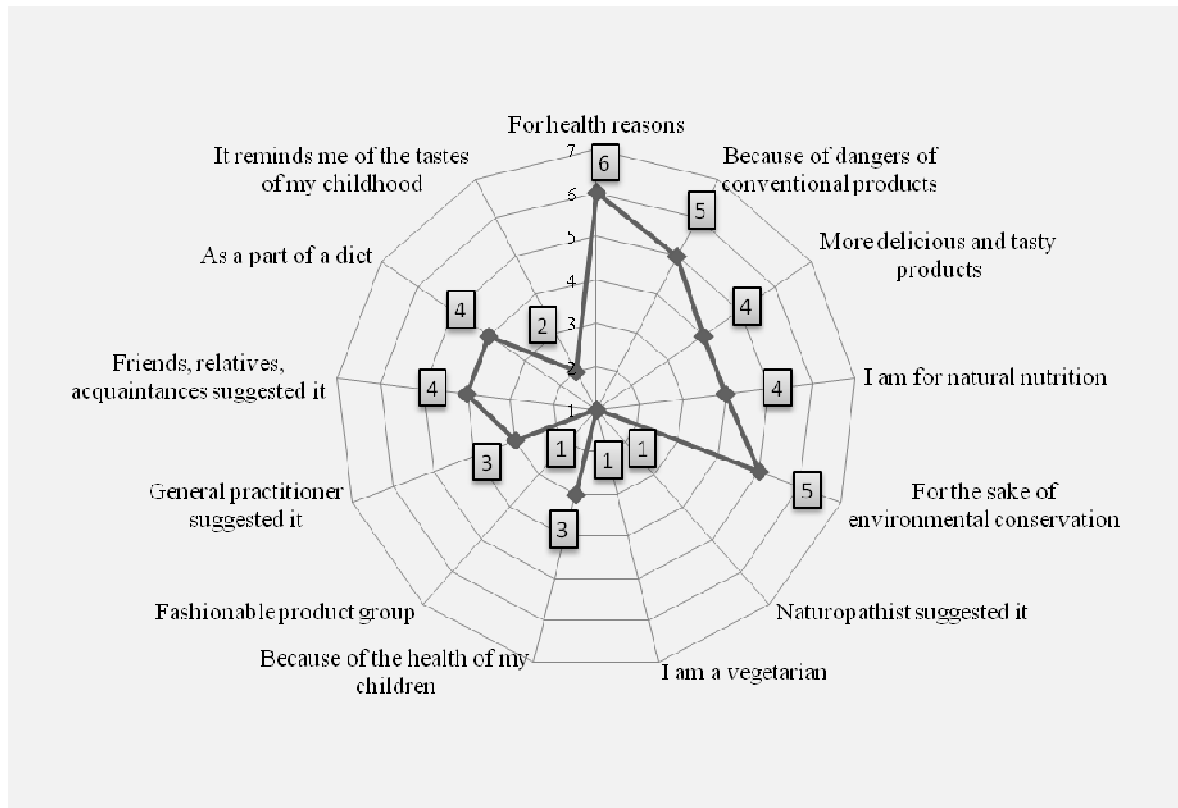 For health reasons
7
6
5
4
3
2
1
6
Because of dangers of
conventional products
5
More delicious and tasty
products
4
I am for natural nutrition
4
For the sake of
environmental conservation
5
Naturopathist suggested it
1
I am a vegetarian
1
Because of the health of my
children
3
Fashionable product group
1
General practitioner
suggested it
3
Friends, relatives,
acquaintances suggested it
4
As a part of a diet
4
It reminds me of the tastes
of my childhood
2